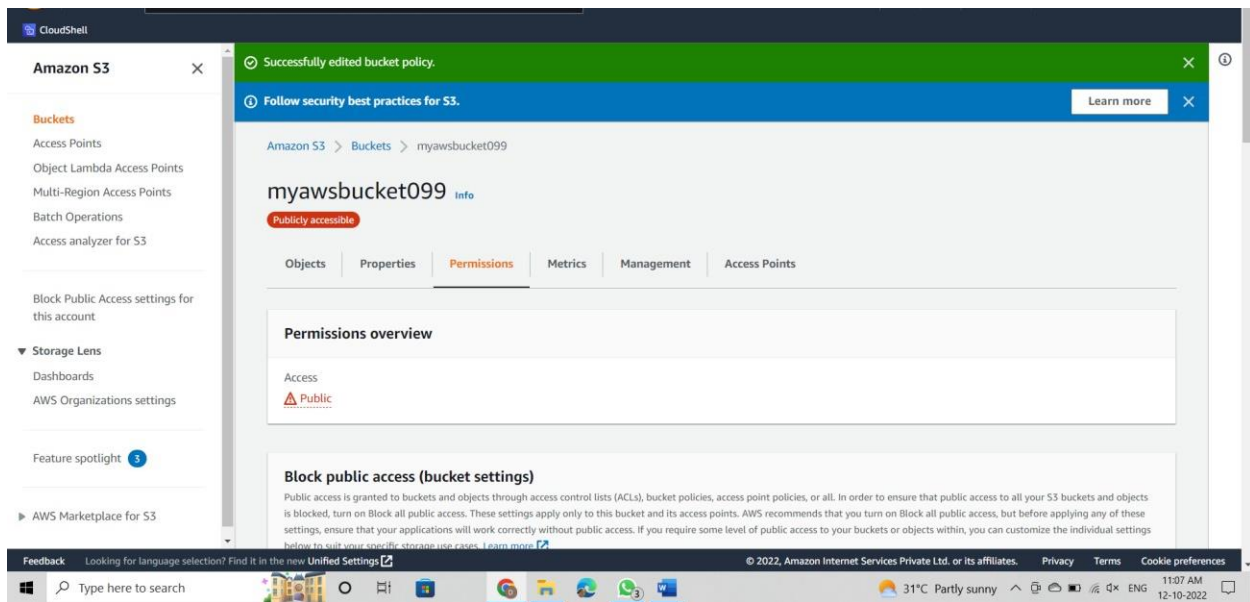 CloudShell
Amazon S3
Buckets
Access Points
Object Lambda Access Points
Multi-Region Access Points
Batch Operations
Access analyzer for S3
Block Public Access settings for
this account
Storage Lens
Dashboards
AWS Organizations settings
Feature spotlight 3
AWS Marketplace for S3
Successfully edited bucket policy.
Follow security best practices for S3. Learn more
Amazon S3 > Buckets > myawsbucket099
myawsbucket099 Info
Publicly accessible
Objects Properties Permissions Metrics Management Access Points
Permissions overview
Access
Public
Block public access (bucket settings)
Public access is granted to buckets and objects through access control lists (ACLs), bucket policies, access point policies, or all. In order to ensure that public access to all your S3 buckets and objects
is blocked, turn on Block all public access. These settings apply only to this bucket and its access points. AWS recommends that you turn on Block all public access, but before applying any of these
settings, ensure that your applications will work correctly without public access. If you require some level of public access to your buckets or objects within, you can customize the individual settings
below to suit your specific storage use cases. Learn more
Feedback Looking for language selection? Find it in the new Unified Settings © 2022, Amazon Internet Services Private Ltd. or its affiliates. Privacy Terms Cookie preferences
Type here to search 3 W 31°C Partly sunny ENG 11:07 AM
12-10-2022